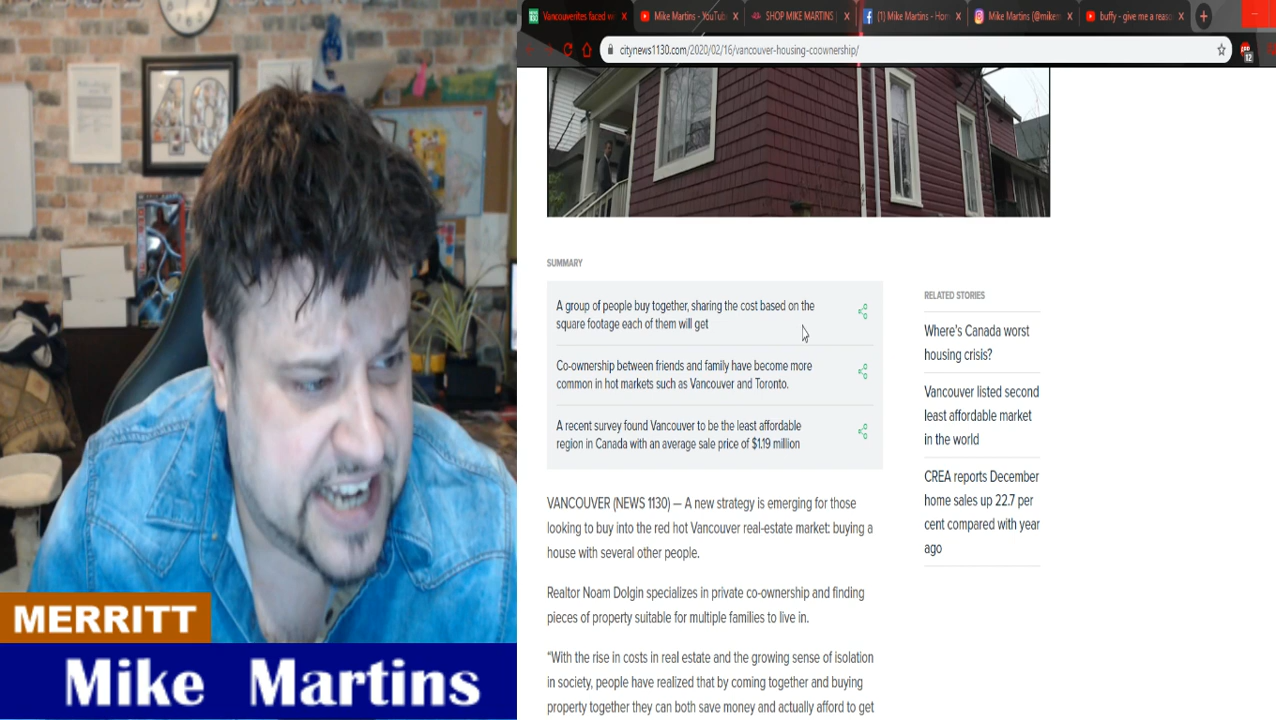 40
MERRITT
Mike Martins
Vancouverites faced w
Mike Martins - YouTub
SHOP MIKE MARTINS
(1) Mike Martins - Hom
Mike Martins (@mikem
buffy - give me a reaso
citynews1130.com/2020/02/16/vancouver-housing-coownership/
12
SUMMARY
A group of people buy together, sharing the cost based on the
square footage each of them will get
Co-ownership between friends and family have become more
common in hot markets such as Vancouver and Toronto.
A recent survey found Vancouver to be the least affordable
region in Canada with an average sale price of $1.19 million
VANCOUVER (NEWS 1130) — A new strategy is emerging for those
looking to buy into the red hot Vancouver real-estate market: buying a
house with several other people.
Realtor Noam Dolgin specializes in private co-ownership and finding
pieces of property suitable for multiple families to live in.
“With the rise in costs in real estate and the growing sense of isolation
in society, people have realized that by coming together and buying
property together they can both save money and actually afford to get
RELATED STORIES
Where's Canada worst
housing crisis?
Vancouver listed second
least affordable market
in the world
CREA reports December
home sales up 22.7 per
cent compared with year
ago